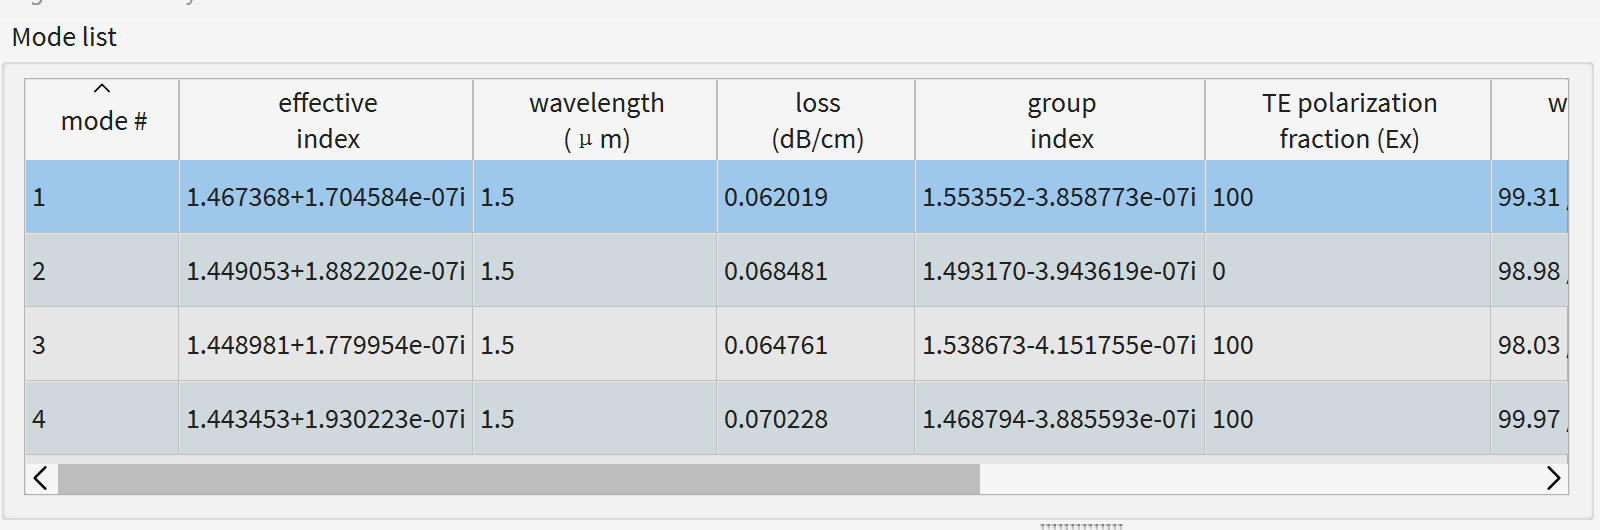 Mode list
mode #
effective index
wavelength ( μ m)
loss (dB/cm)
group index
TE polarization fraction (Ex)
w
1 1.467368+1.704584e-07i 1.5 0.062019 1.553552-3.858773e-07i 100 99.31
2 1.449053+1.882202e-07i 1.5 0.068481 1.493170-3.943619e-07i 0 98.98
3 1.448981+1.779954e-07i 1.5 0.064761 1.538673-4.151755e-07i 100 98.03
4 1.443453+1.930223e-07i 1.5 0.070228 1.468794-3.885593e-07i 100 99.97